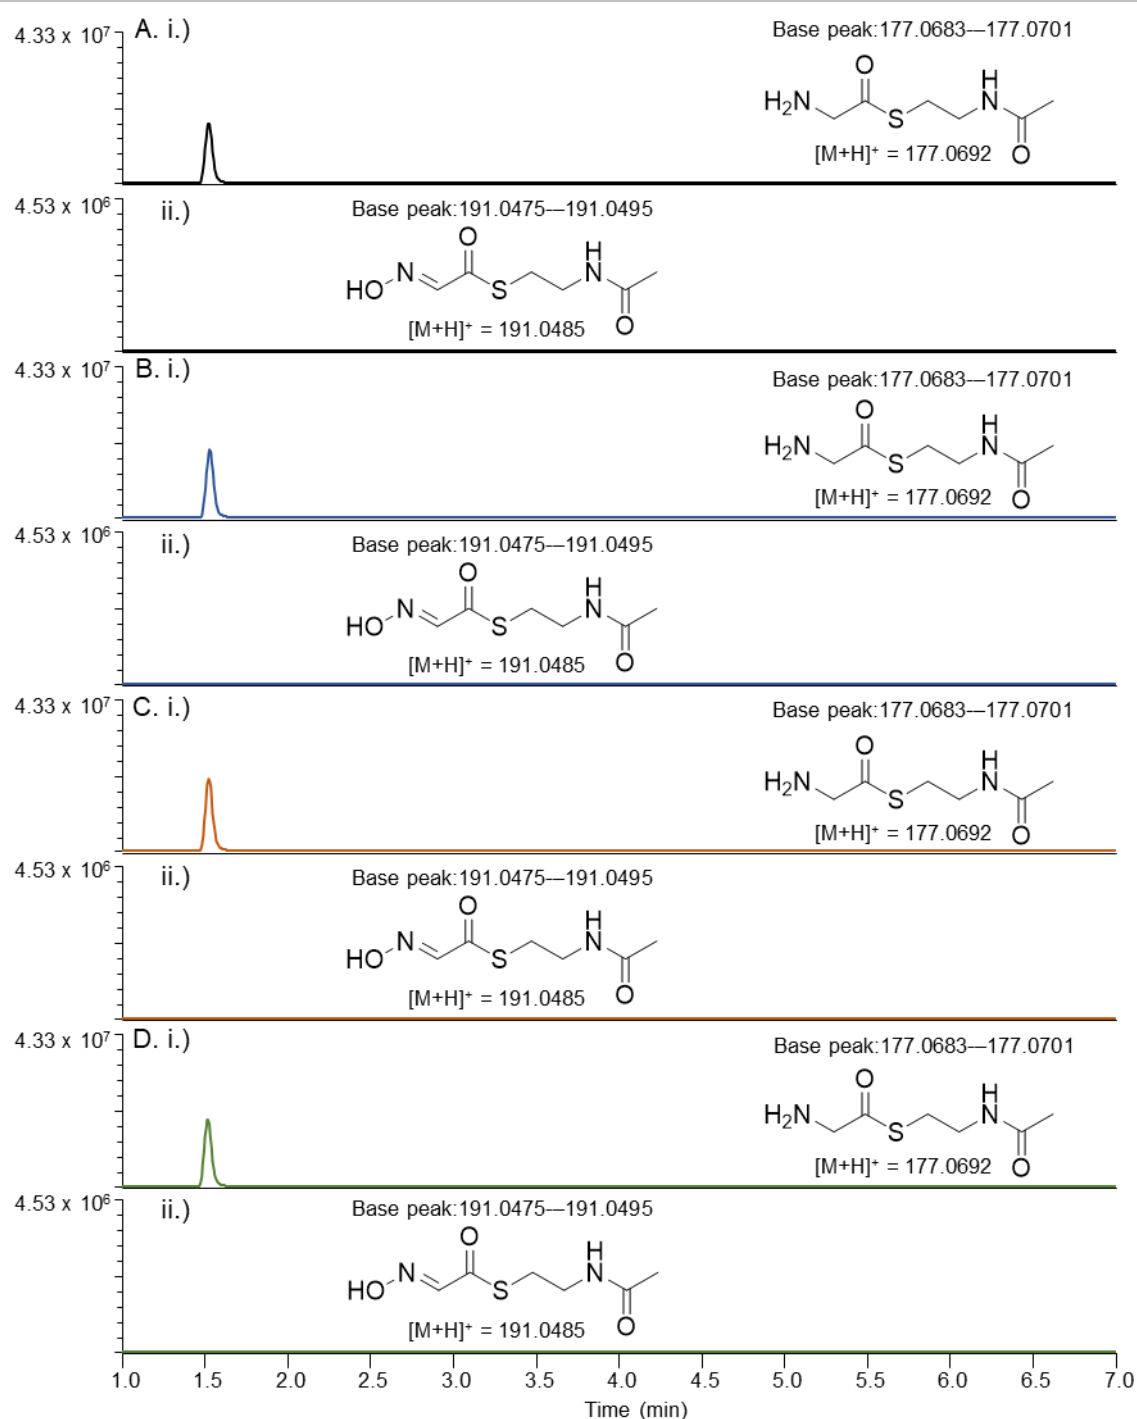 4.33 x 10⁷
A. i.)
Base peak:177.0683-–177.0701
O
H
H₂N
S
N
O
[M+H]⁺ = 177.0692
4.53 x 10⁶
ii.)
Base peak:191.0475-–191.0495
O
H
HO
N
S
N
O
[M+H]⁺ = 191.0485
4.33 x 10⁷
B. i.)
Base peak:177.0683-–177.0701
O
H
H₂N
S
N
O
[M+H]⁺ = 177.0692
4.53 x 10⁶
ii.)
Base peak:191.0475-–191.0495
O
H
HO
N
S
N
O
[M+H]⁺ = 191.0485
4.33 x 10⁷
C. i.)
Base peak:177.0683-–177.0701
O
H
H₂N
S
N
O
[M+H]⁺ = 177.0692
4.53 x 10⁶
ii.)
Base peak:191.0475-–191.0495
O
H
HO
N
S
N
O
[M+H]⁺ = 191.0485
4.33 x 10⁷
D. i.)
Base peak:177.0683-–177.0701
O
H
H₂N
S
N
O
[M+H]⁺ = 177.0692
4.53 x 10⁶
ii.)
Base peak:191.0475-–191.0495
O
H
HO
N
S
N
O
[M+H]⁺ = 191.0485
1.0 1.5 2.0 2.5 3.0 3.5 4.0 4.5 5.0 5.5 6.0 6.5 7.0
Time (min)